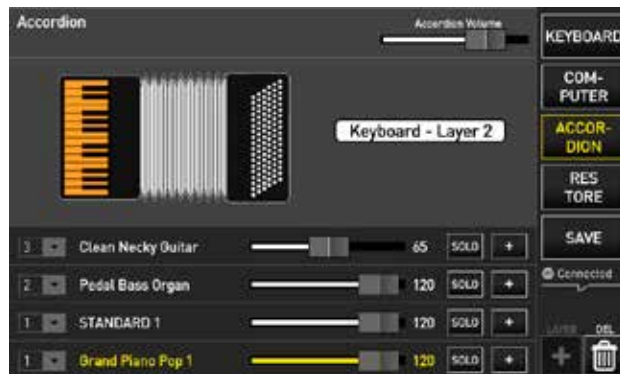 Accordion
Accordion Volume
Keyboard - Layer 2
3 Clean Necky Guitar 65 SOLO +
2 Pedal Bass Organ 120 SOLO +
1 STANDARD 1 120 SOLO +
1 Grand Piano Pop 1 120 SOLO +
KEYBOARD
COM-
PUTER
ACCOR-
DION
RES
TORE
SAVE
Connected
LAYER DEL
+